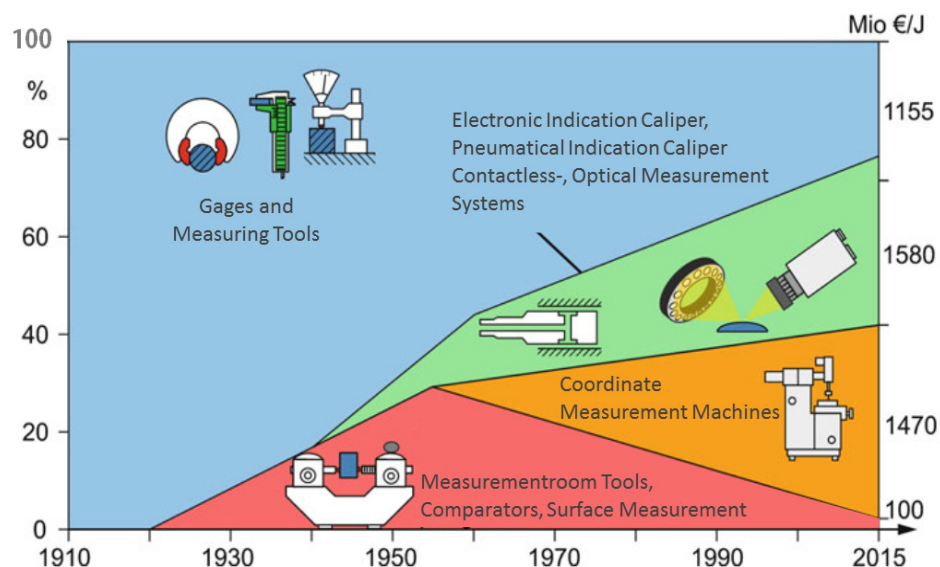 100
Mio €/J
%
80
60
40
20
0
Gages and
Measuring Tools
Electronic Indication Caliper,
Pneumatical Indication Caliper
Contactless-, Optical Measurement
Systems
Coordinate
Measurement Machines
Measurementroom Tools,
Comparators, Surface Measurement
1155
1580
1470
100
1910
1930
1950
1970
1990
2015